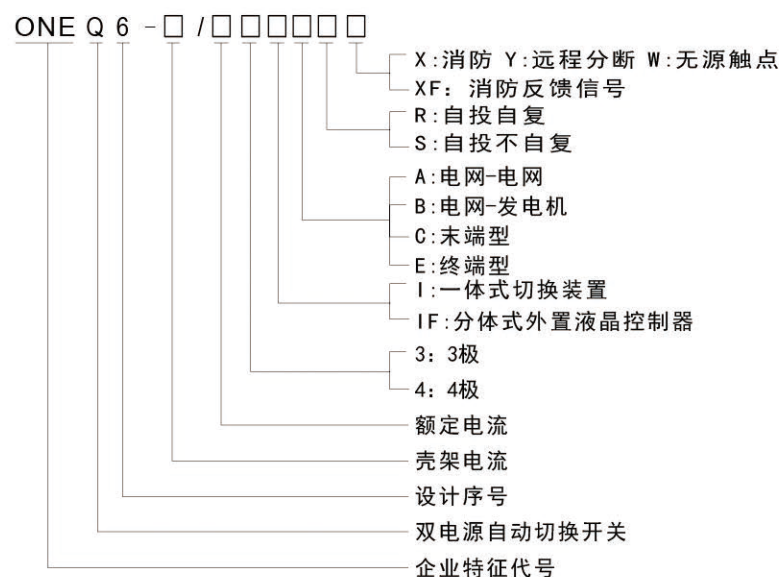 ONE Q 6 - □ / □ □ □ □ □ □
X:消防 Y:远程分断 W:无源触点
XF: 消防反馈信号
R:自投自复
S:自投不自复
A:电网-电网
B:电网-发电机
C:末端型
E:终端型
I:一体式切换装置
IF:分体式外置液晶控制器
3: 3极
4: 4极
额定电流
壳架电流
设计序号
双电源自动切换开关
企业特征代号